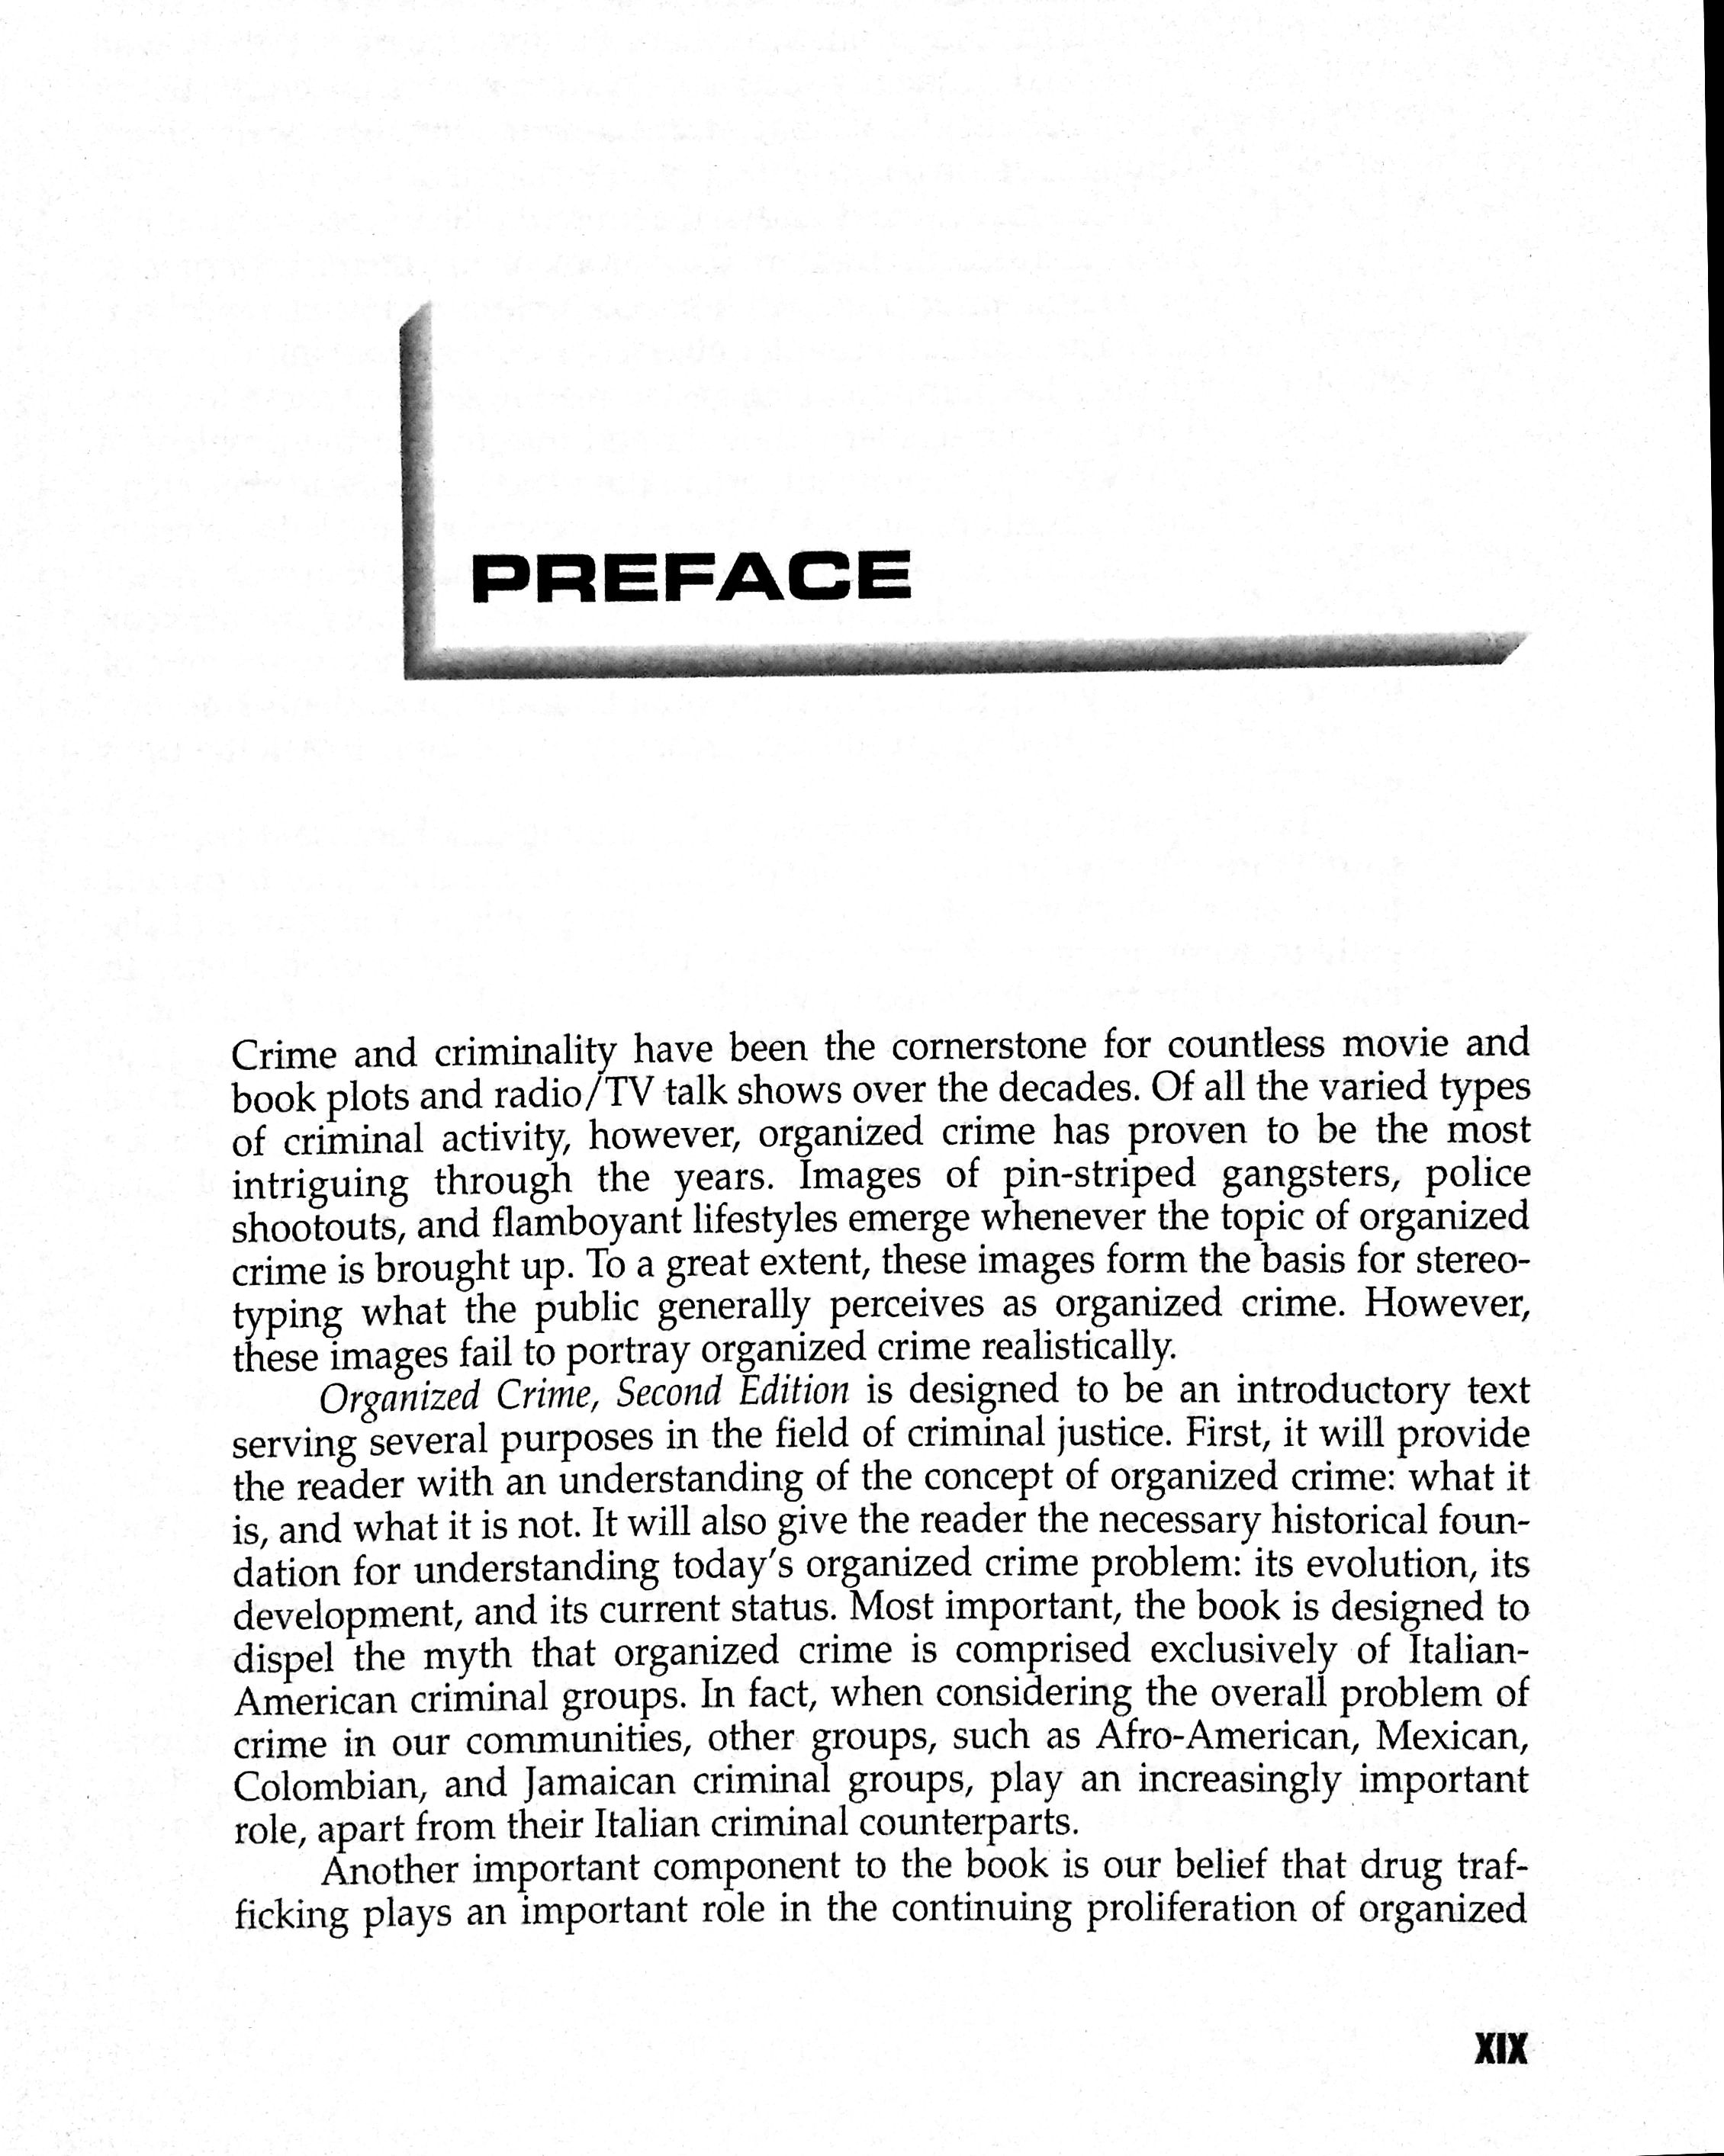 PREFACE
Crime and criminality have been the cornerstone for countless movie and
book plots and radio/TV talk shows over the decades. Of all the varied types
of criminal activity, however, organized crime has proven to be the most
intriguing through the years. Images of pin-striped gangsters, police
shootouts, and flamboyant lifestyles emerge whenever the topic of organized
crime is brought up. To a great extent, these images form the basis for stereo-
typing what the public generally perceives as organized crime. However,
these images fail to portray organized crime realistically.
Organized Crime, Second Edition is designed to be an introductory text
serving several purposes in the field of criminal justice. First, it will provide
the reader with an understanding of the concept of organized crime: what it
is, and what it is not. It will also give the reader the necessary historical foun-
dation for understanding today's organized crime problem: its evolution, its
development, and its current status. Most important, the book is designed to
dispel the myth that organized crime is comprised exclusively of Italian-
American criminal groups. In fact, when considering the overall problem of
crime in our communities, other groups, such as Afro-American, Mexican,
Colombian, and Jamaican criminal groups, play an increasingly important
role, apart from their Italian criminal counterparts.
Another important component to the book is our belief that drug traf-
ficking plays an important role in the continuing proliferation of organized
XIX